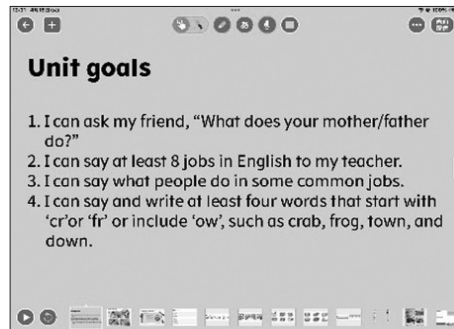 Unit goals
1. I can ask my friend, “What does your mother/father
do?”
2. I can say at least 8 jobs in English to my teacher.
3. I can say what people do in some common jobs.
4. I can say and write at least four words that start with
‘cr’or ‘fr’ or include ‘ow’, such as crab, frog, town, and
down.